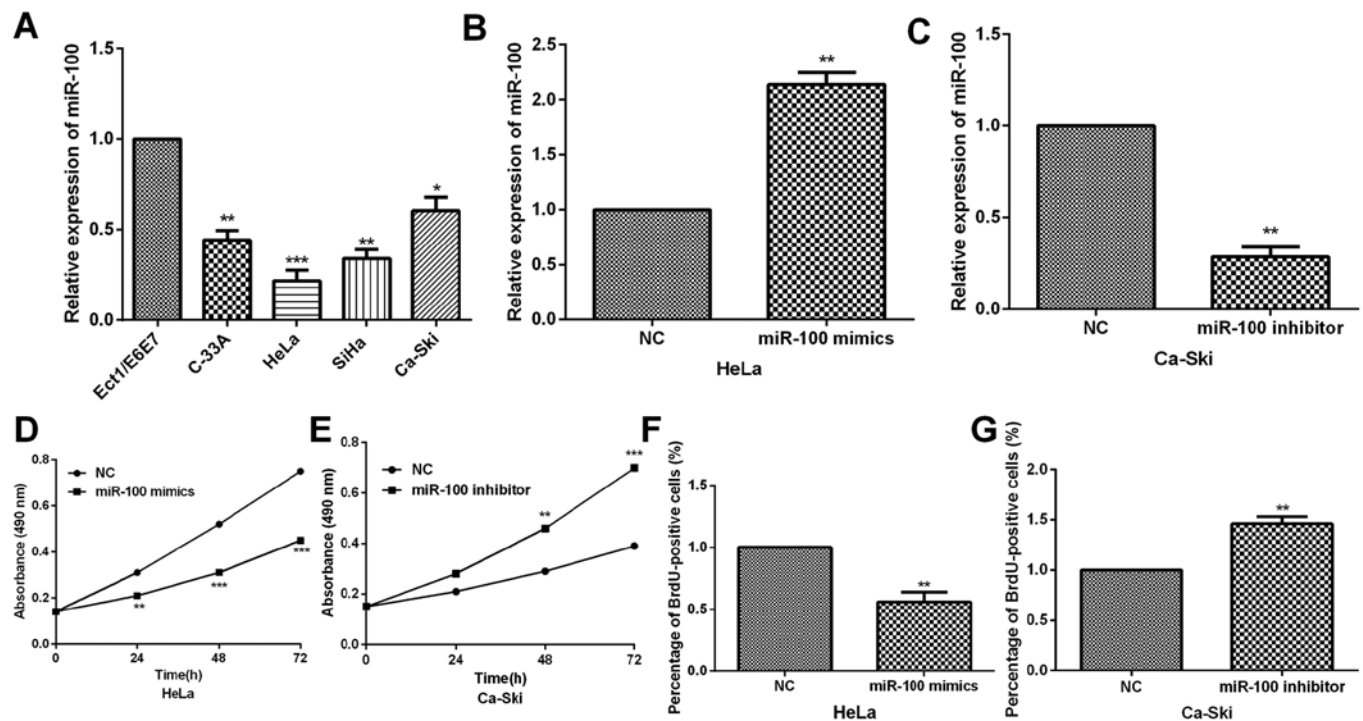 A
Relative expression of miR-100
1.5
1.0
0.5
0.0
**
***
**
*
Ect1/E6E7
C-33A
HeLa
SiHa
Ca-Ski
B
Relative expression of miR-100
2.5
2.0
1.5
1.0
0.5
0.0
**
NC
miR-100 mimics
HeLa
C
Relative expression of miR-100
1.5
1.0
0.5
0.0
**
NC
miR-100 inhibitor
Ca-Ski
D
Absorbance (490 nm)
0.8
0.6
0.4
0.2
0.0
NC
miR-100 mimics
**
***
***
0
24
48
72
Time(h)
HeLa
E
Absorbance (490 nm)
0.8
0.6
0.4
0.2
0.0
NC
miR-100 inhibitor
**
***
0
24
48
72
Time(h)
Ca-Ski
F
Percentage of BrdU-positive cells (%)
1.5
1.0
0.5
0.0
**
NC
miR-100 mimics
HeLa
G
Percentage of BrdU-positive cells (%)
2.0
1.5
1.0
0.5
0.0
**
NC
miR-100 inhibitor
Ca-Ski